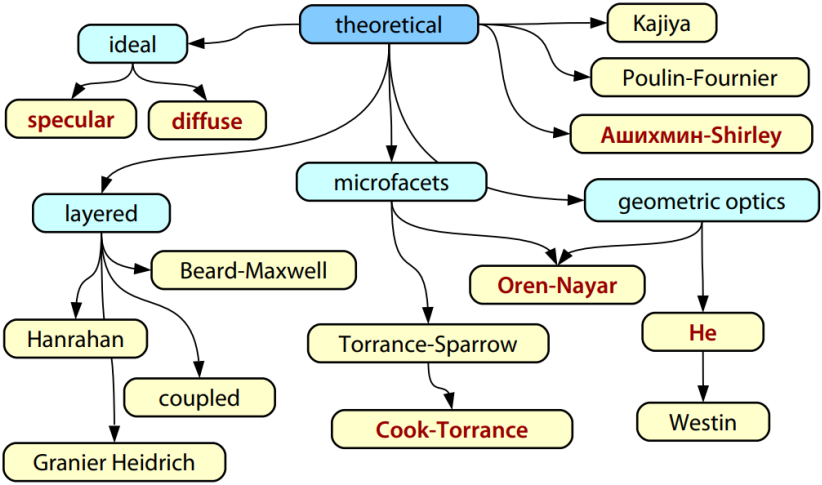 theoretical
Kajiya
ideal
Poulin-Fournier
specular
diffuse
Ашихмин-Shirley
microfacets
layered
geometric optics
Beard-Maxwell
Oren-Nayar
Hanrahan
Torrance-Sparrow
He
coupled
Westin
Cook-Torrance
Granier Heidrich